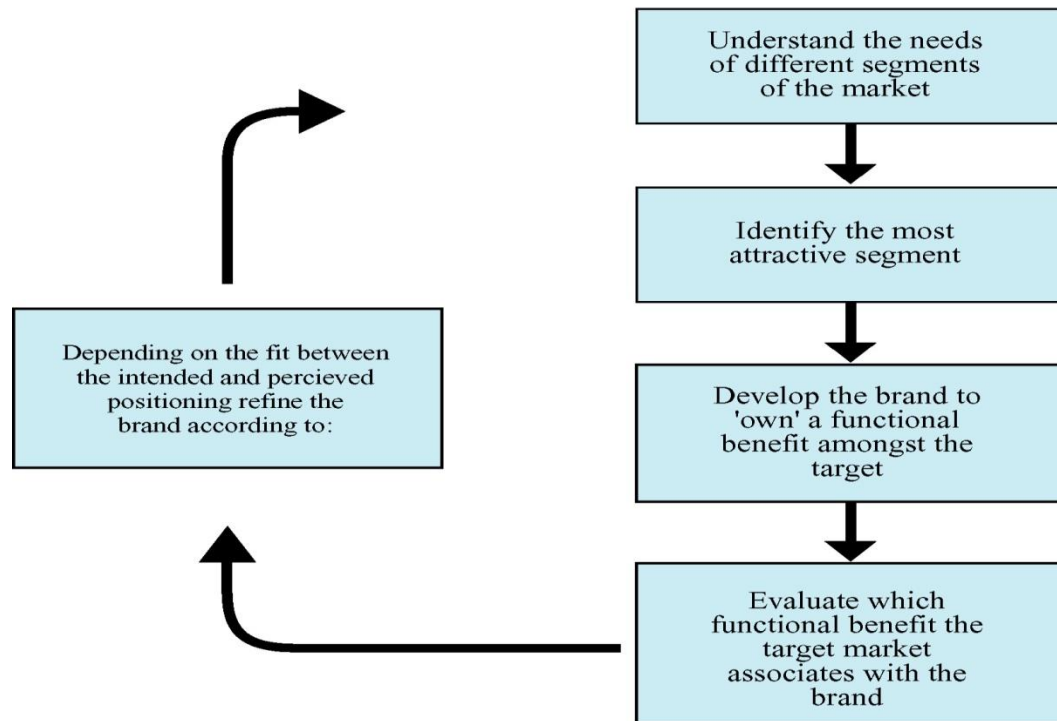 Understand the needs
of different segments
of the market
Identify the most
attractive segment
Depending on the fit between
the intended and percieved
positioning refine the
brand according to:
Develop the brand to
'own' a functional
benefit amongst the
target
Evaluate which
functional benefit the
target market
associates with the
brand